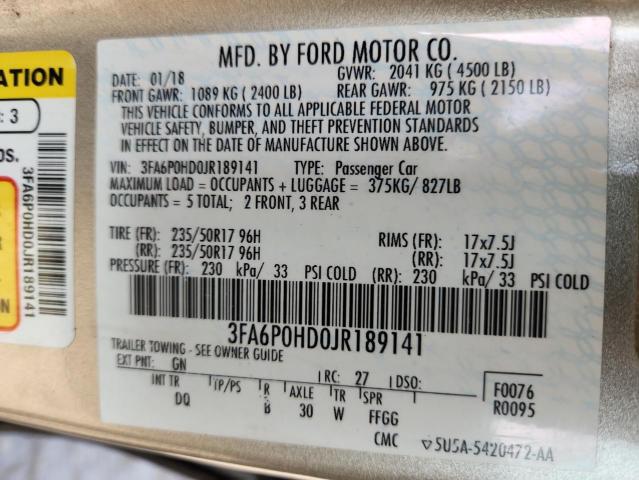 ATION
: 3
DS.
3FA6P0HD0JR189141
ON
MFD. BY FORD MOTOR CO.
DATE: 01/18 GVWR: 2041 KG ( 4500 LB)
FRONT GAWR: 1089 KG ( 2400 LB) REAR GAWR: 975 KG ( 2150 LB)
THIS VEHICLE CONFORMS TO ALL APPLICABLE FEDERAL MOTOR
VEHICLE SAFETY, BUMPER, AND THEFT PREVENTION STANDARDS
IN EFFECT ON THE DATE OF MANUFACTURE SHOWN ABOVE.
VIN: 3FA6P0HD0JR189141 TYPE: Passenger Car
MAXIMUM LOAD = OCCUPANTS + LUGGAGE = 375KG/ 827LB
OCCUPANTS = 5 TOTAL; 2 FRONT, 3 REAR
TIRE (FR): 235/50R17 96H RIMS (FR): 17x7.5J
(RR): 235/50R17 96H (RR): 17x7.5J
PRESSURE (FR): 230 kPa/ 33 PSI COLD (RR): 230 kPa/ 33 PSI COLD
3FA6P0HD0JR189141
TRAILER TOWING - SEE OWNER GUIDE
EXT PNT: GN RC: 27 DSO: F0076
INT TR TP/PS R AXLE TR SPR R0095
DQ B 30 W FFGG
CMC ▽5U5A-5420472-AA